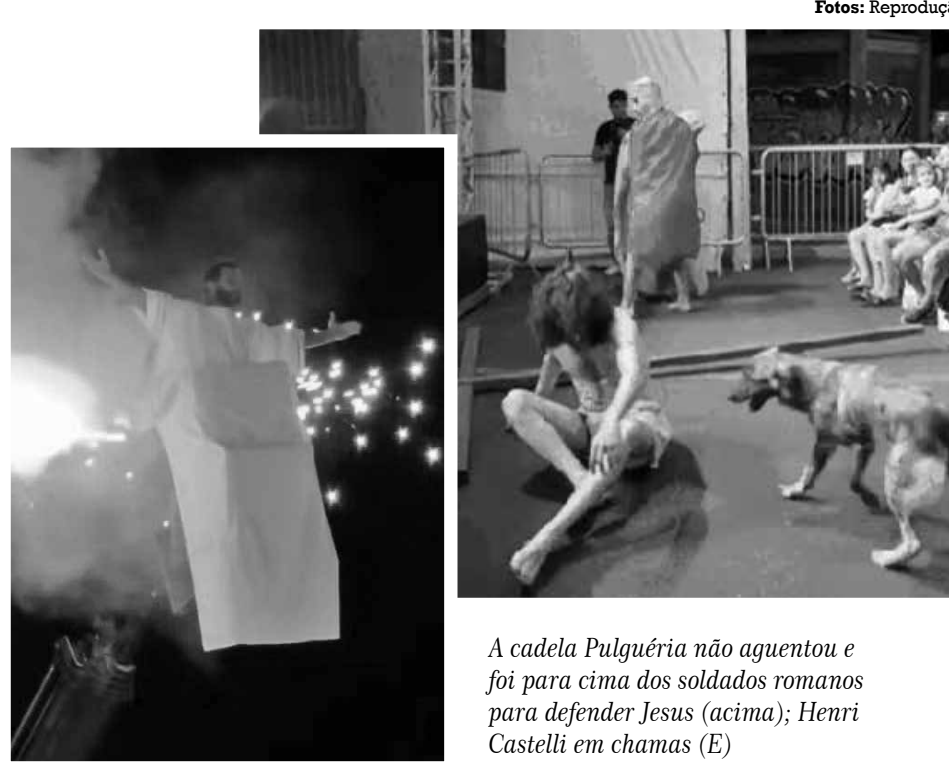 Fotos: Reproduçã
A cadela Pulguéria não aguentou e
foi para cima dos soldados romanos
para defender Jesus (acima); Henri
Castelli em chamas (E)